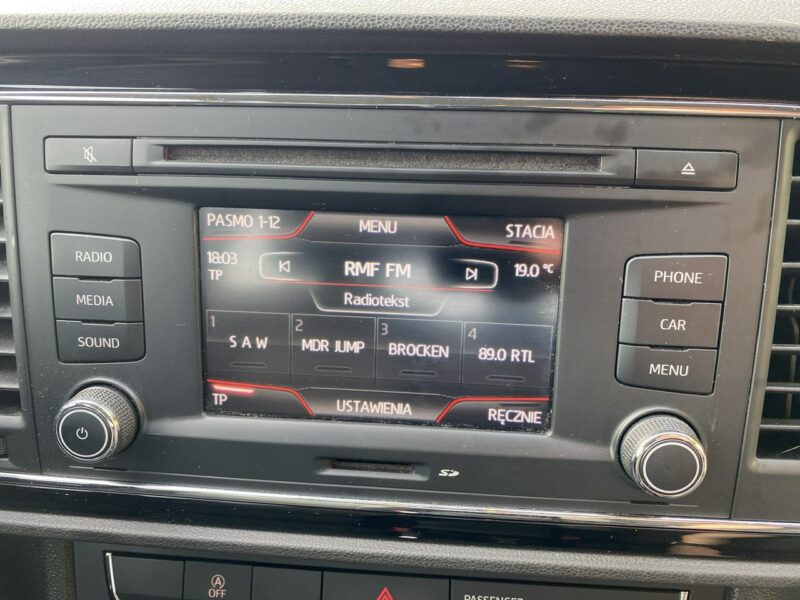 PASMO 1-12
MENU
STACJA
18:03
TP
RMF FM
19.0 °C
Radiotekst
1
S A W
2
MDR JUMP
3
BROCKEN
4
89.0 RTL
TP
USTAWIENIA
RĘCZNIE
RADIO
MEDIA
SOUND
PHONE
CAR
MENU
SD
A
OFF
PASSENGER